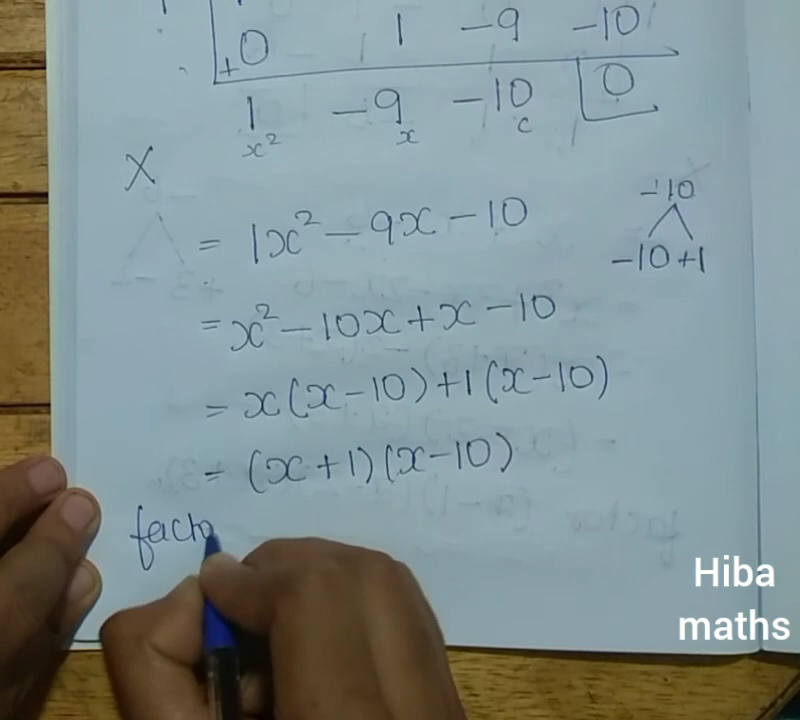 +0 1 -9 -10
1 -9 -10 0
x² x c
X
= 1x² - 9x - 10
-10
-10 +1
= x² - 10x + x - 10
= x(x - 10) + 1(x - 10)
= (x + 1)(x - 10)
facto
Hiba
maths